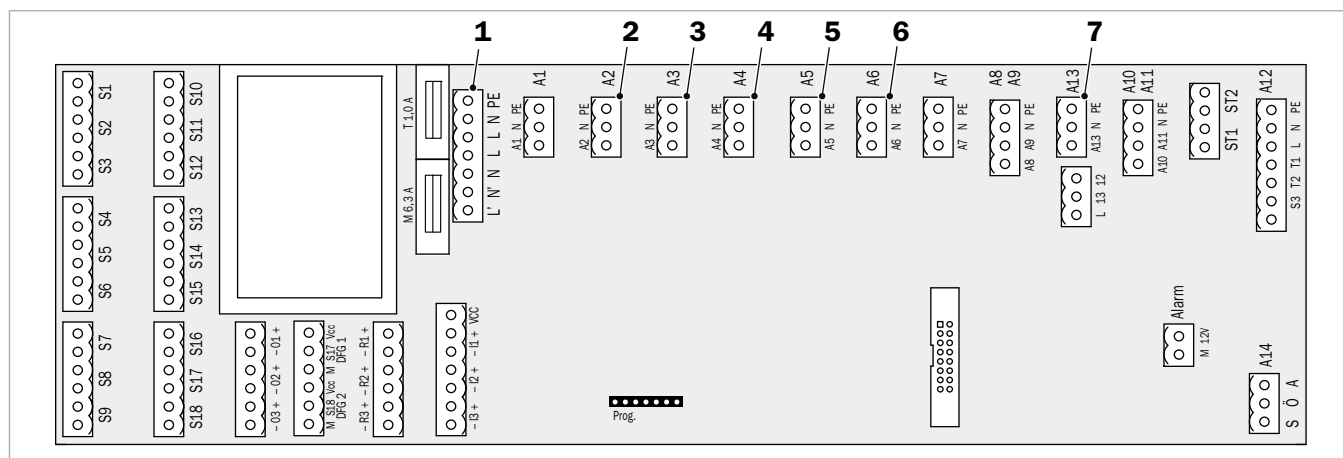 1
2
3
4
5
6
7
S1
S2
S3
S4
S5
S6
S7
S8
S9
S10
S11
S12
S13
S14
S15
S16
S17
S18
T 1,0 A
M 6,3 A
L' N' N L L N PE
A1
A1 N PE
A2
A2 N PE
A3
A3 N PE
A4
A4 N PE
A5
A5 N PE
A6
A6 N PE
A7
A7 N PE
A8
A9
A8 A9 N PE
A13
A13 N PE
L 13 12
A10
A11
A10 A11 N PE
ST1 ST2
A12
S3 T2 T1 L N PE
– O3 + – O2 + – O1 +
M S18 Vcc M S17 Vcc
DFG 2 DFG 1
– R3 + – R2 + – R1 +
– I3 + – I2 + – I1 + VCC
Prog.
Alarm
M 12V
A14
S Ö A